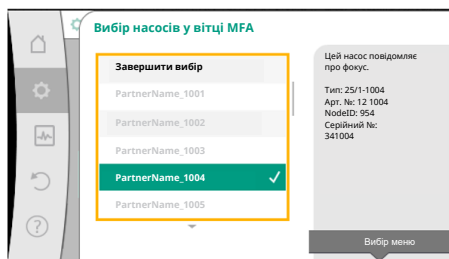 Вибір насосів у вітці MFA
Завершити вибір
PartnerName_1001
PartnerName_1002
PartnerName_1003
PartnerName_1004
PartnerName_1005
Цей насос повідомляє
про фокус.
Тип: 25/1-1004
Арт. №: 12 1004
NodeID: 954
Серійний №:
341004
Вибір меню